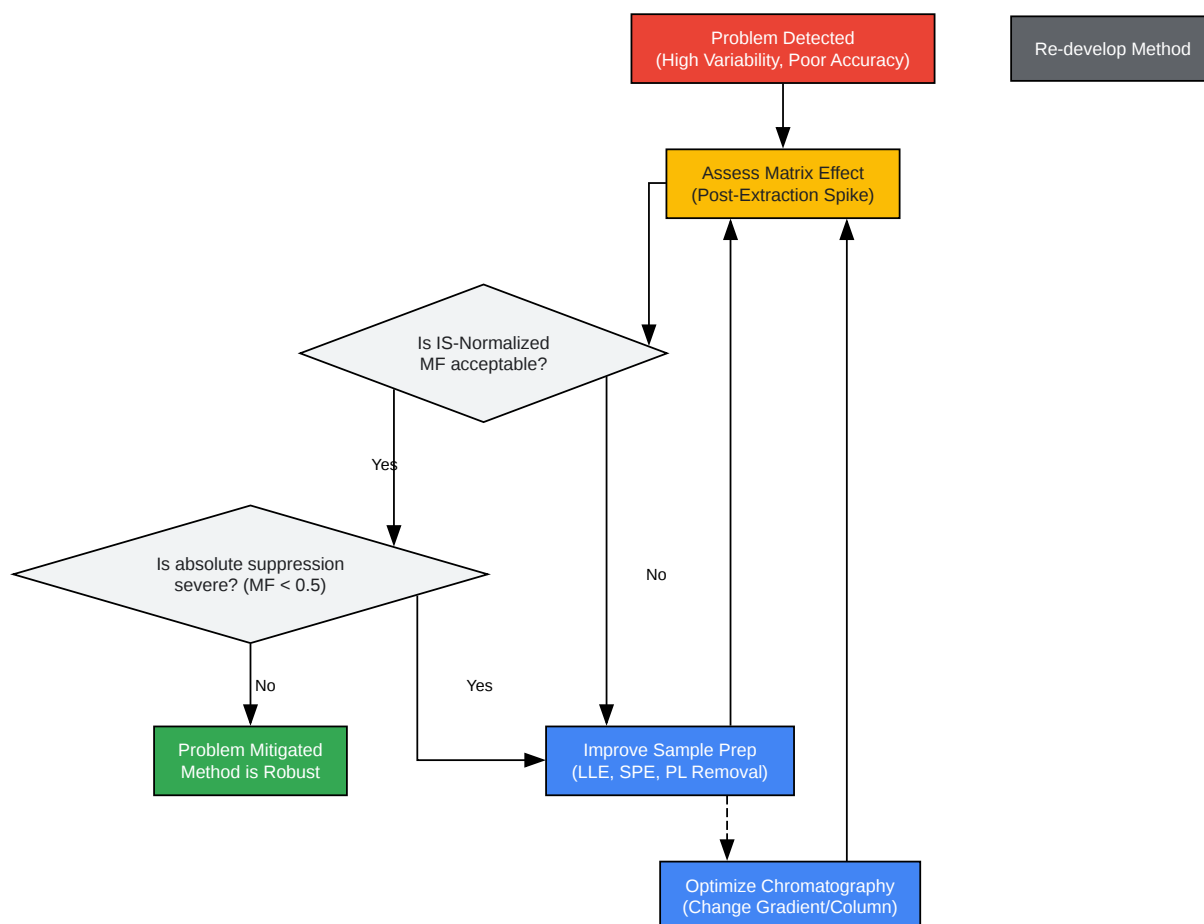 Problem Detected
(High Variability, Poor Accuracy)
Re-develop Method
Assess Matrix Effect
(Post-Extraction Spike)
Is IS-Normalized
MF acceptable?
Yes
Is absolute suppression
severe? (MF < 0.5)
No
No
Yes
Problem Mitigated
Method is Robust
Improve Sample Prep
(LLE, SPE, PL Removal)
Optimize Chromatography
(Change Gradient/Column)